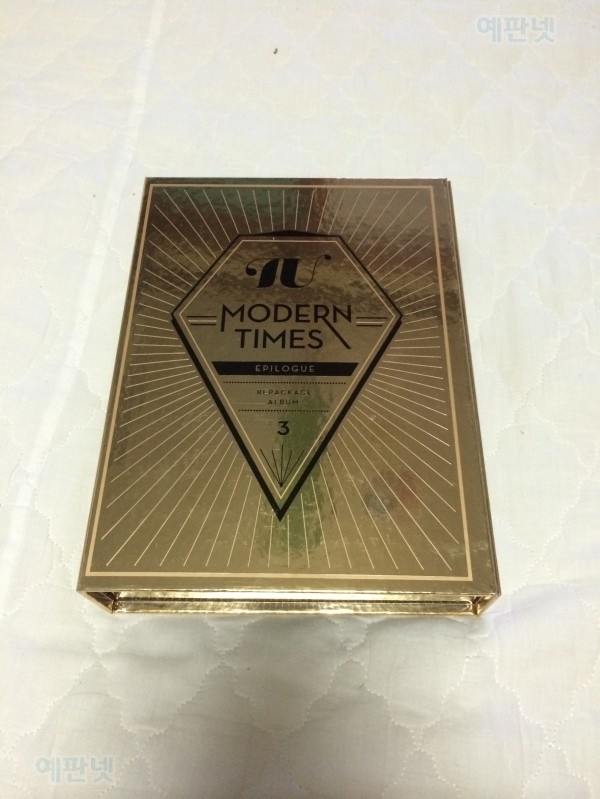 예판넷
IU
MODERN
TIMES
EPILOGUE
REPACKAGE
ALBUM
3
예판넷